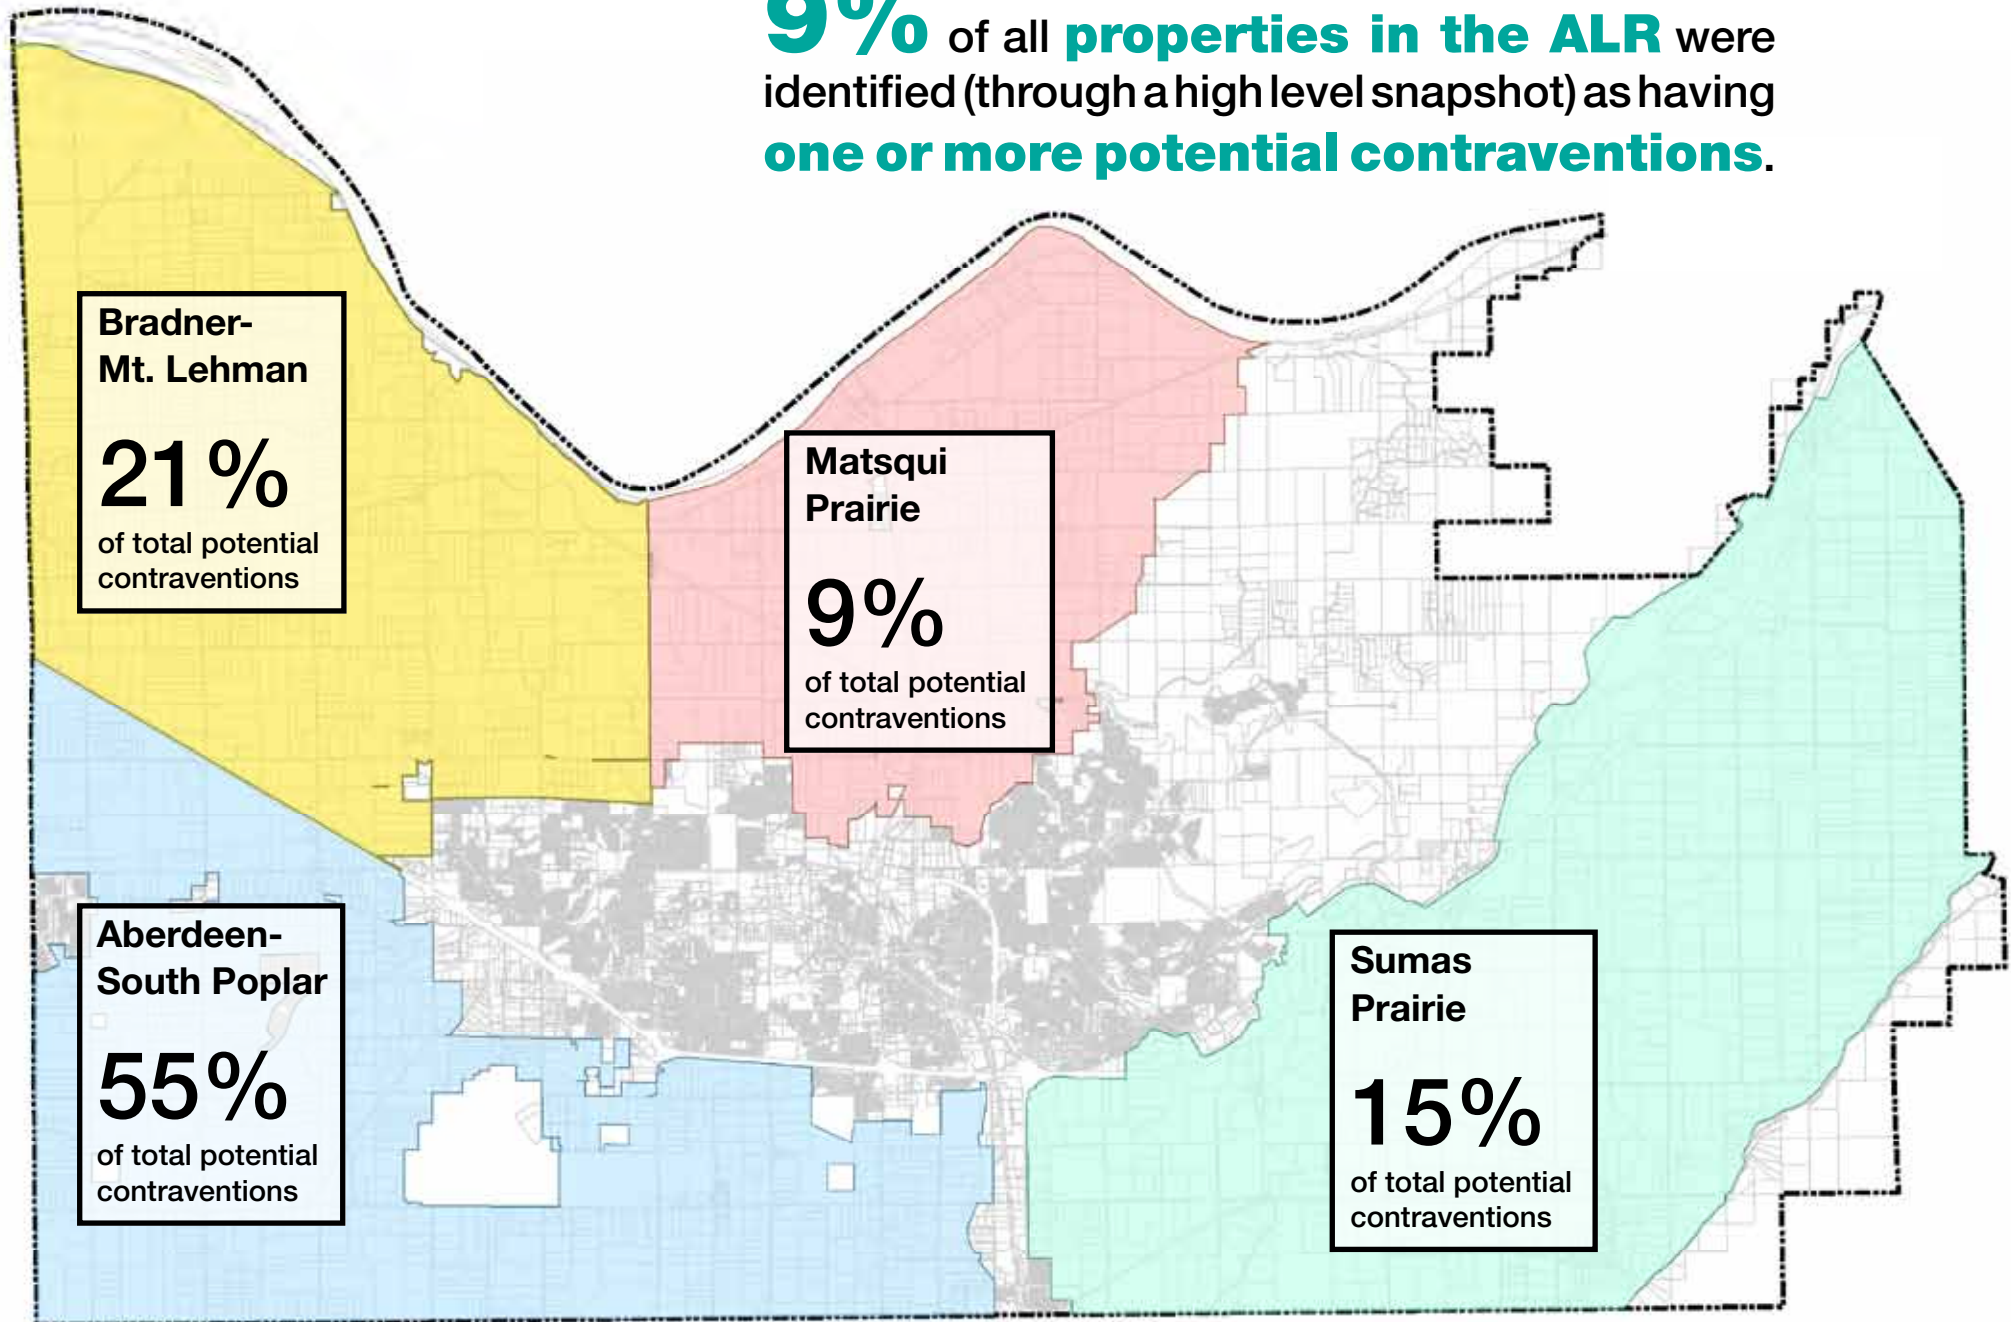 9% of all properties in the ALR were
identified (through a high level snapshot) as having
one or more potential contraventions.
Bradner-
Mt. Lehman
21%
of total potential
contraventions
Matsqui
Prairie
9%
of total potential
contraventions
Aberdeen-
South Poplar
55%
of total potential
contraventions
Sumas
Prairie
15%
of total potential
contraventions